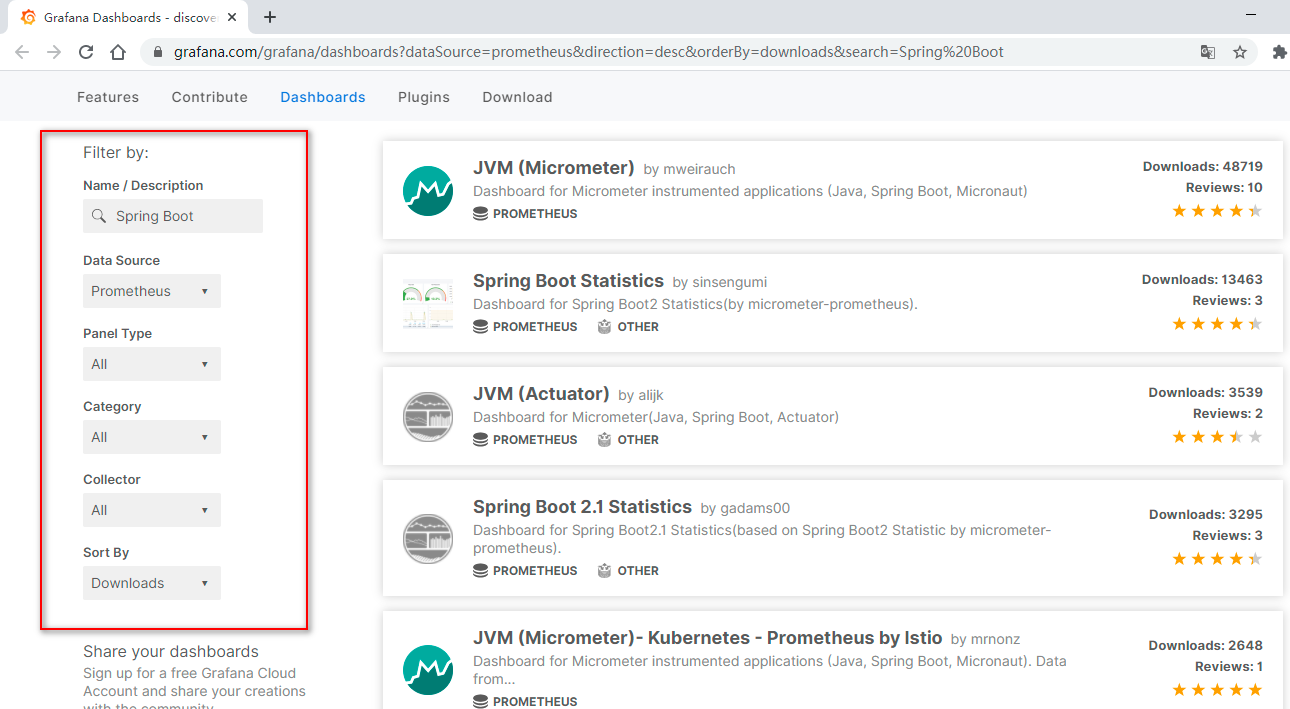 Grafana Dashboards - discove
grafana.com/grafana/dashboards?dataSource=prometheus&direction=desc&orderBy=downloads&search=Spring%20Boot
Features Contribute Dashboards Plugins Download
Filter by:
Name / Description
Spring Boot
Data Source
Prometheus
Panel Type
All
Category
All
Collector
All
Sort By
Downloads
Share your dashboards
Sign up for a free Grafana Cloud
Account and share your creations
with the community.
JVM (Micrometer) by mweirauch
Dashboard for Micrometer instrumented applications (Java, Spring Boot, Micronaut)
PROMETHEUS
Downloads: 48719
Reviews: 10
Spring Boot Statistics by sinsengumi
Dashboard for Spring Boot2 Statistics(by micrometer-prometheus).
PROMETHEUS OTHER
Downloads: 13463
Reviews: 3
JVM (Actuator) by alijk
Dashboard for Micrometer(Java, Spring Boot, Actuator)
PROMETHEUS OTHER
Downloads: 3539
Reviews: 2
Spring Boot 2.1 Statistics by gadams00
Dashboard for Spring Boot2.1 Statistics(based on Spring Boot2 Statistic by micrometer-
prometheus).
PROMETHEUS OTHER
Downloads: 3295
Reviews: 3
JVM (Micrometer)- Kubernetes - Prometheus by Istio by mrnonz
Dashboard for Micrometer instrumented applications (Java, Spring Boot, Micronaut). Data
from...
PROMETHEUS
Downloads: 2648
Reviews: 1